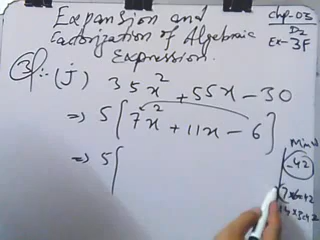 Expansion and
Factorization of Algebraic
Expression.
Chp-03
D2
Ex-3F
(j) 35x² + 55x - 30
=> 5[7x² + 11x - 6]
=> 5[
-42